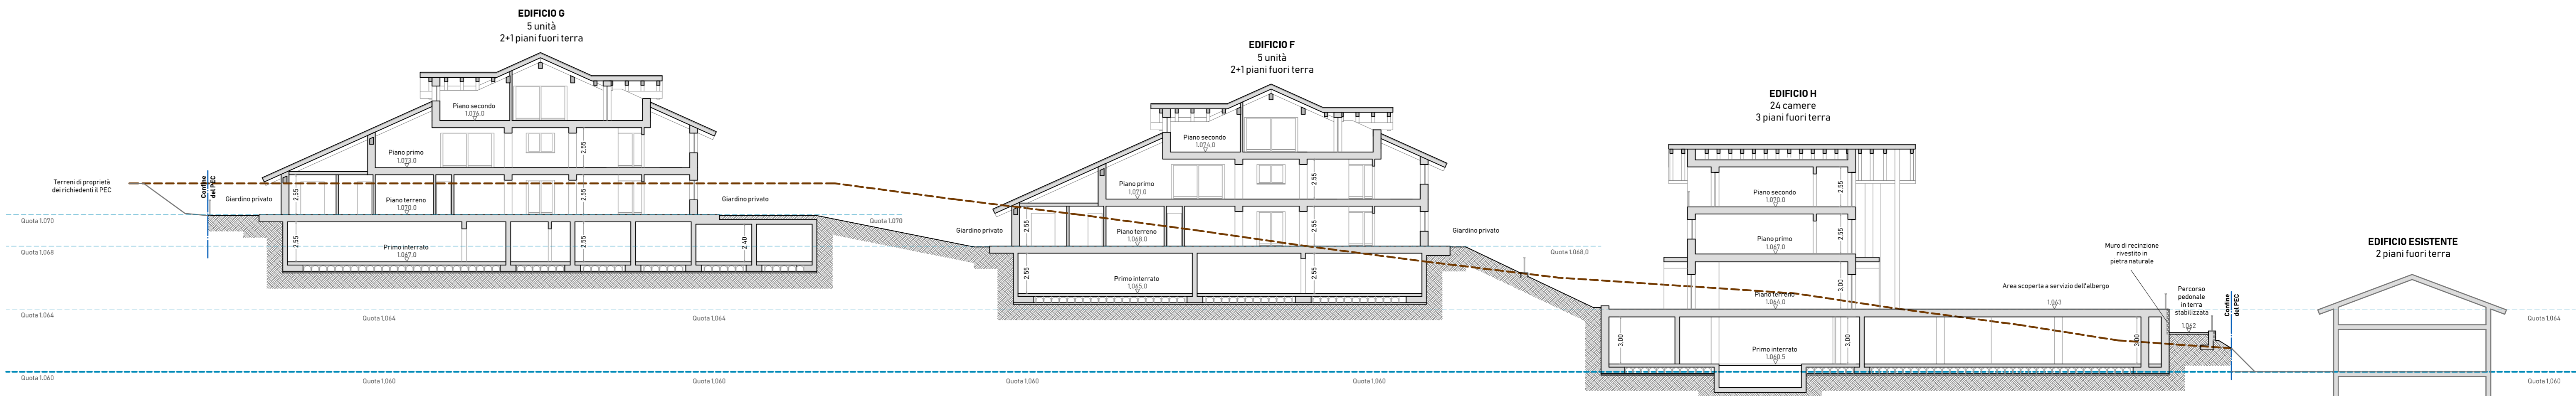 EDIFICIO G
5 unità
2+1 piani fuori terra
Piano secondo
1.076.0
Piano primo
1.073.0
2.55
Terreni di proprietà
dei richiedenti il PEC
Confine
del PEC
Giardino privato
2.55
Piano terreno
1.070.0
2.55
Giardino privato
Quota 1.070
Quota 1.070
Quota 1.068
2.55
Primo interrato
1.067.0
2.55
2.40
Quota 1.064
Quota 1.064
Quota 1.064
Quota 1.060
Quota 1.060
Quota 1.060
EDIFICIO F
5 unità
2+1 piani fuori terra
Piano secondo
1.074.0
Piano primo
1.071.0
2.55
Giardino privato
2.55
Piano terreno
1.068.0
2.55
Giardino privato
Quota 1.068.0
2.55
Primo interrato
1.065.0
2.55
Quota 1.060
Quota 1.060
EDIFICIO H
24 camere
3 piani fuori terra
Piano secondo
1.070.0
2.55
Piano primo
1.067.0
2.55
Piano terreno
1.064.0
3.00
Area scoperta a servizio dell'albergo
1.063
3.00
Primo interrato
1.060.5
3.00
3.00
Muro di recinzione
rivestito in
pietra naturale
Percorso
pedonale
in terra
stabilizzata
1.062
Confine
del PEC
EDIFICIO ESISTENTE
2 piani fuori terra
Quota 1.064
Quota 1.060